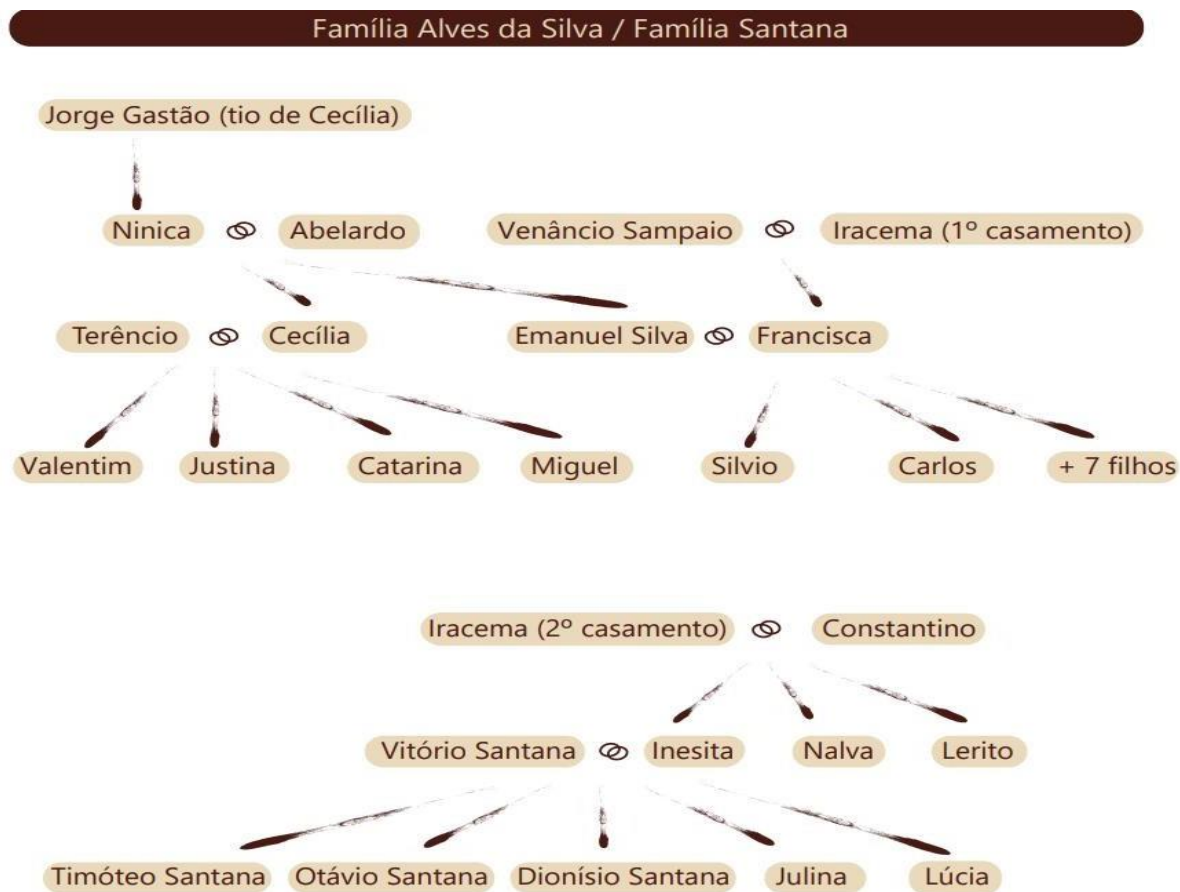 Família Alves da Silva / Família Santana
Jorge Gastão (tio de Cecília)
Ninica Abelardo Venâncio Sampaio Iracema (1º casamento)
Terêncio Cecília Emanuel Silva Francisca
Valentim Justina Catarina Miguel Silvio Carlos + 7 filhos
Iracema (2º casamento) Constantino
Vitório Santana Inesita Nalva Lerito
Timóteo Santana Otávio Santana Dionísio Santana Julina Lúcia